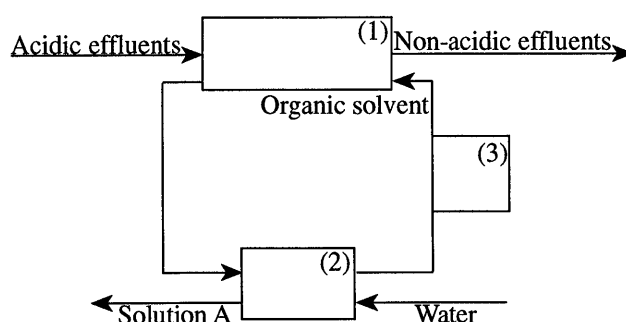 (1)
Acidic effluents
Non-acidic effluents
Organic solvent
(3)
(2)
Solution A
Water